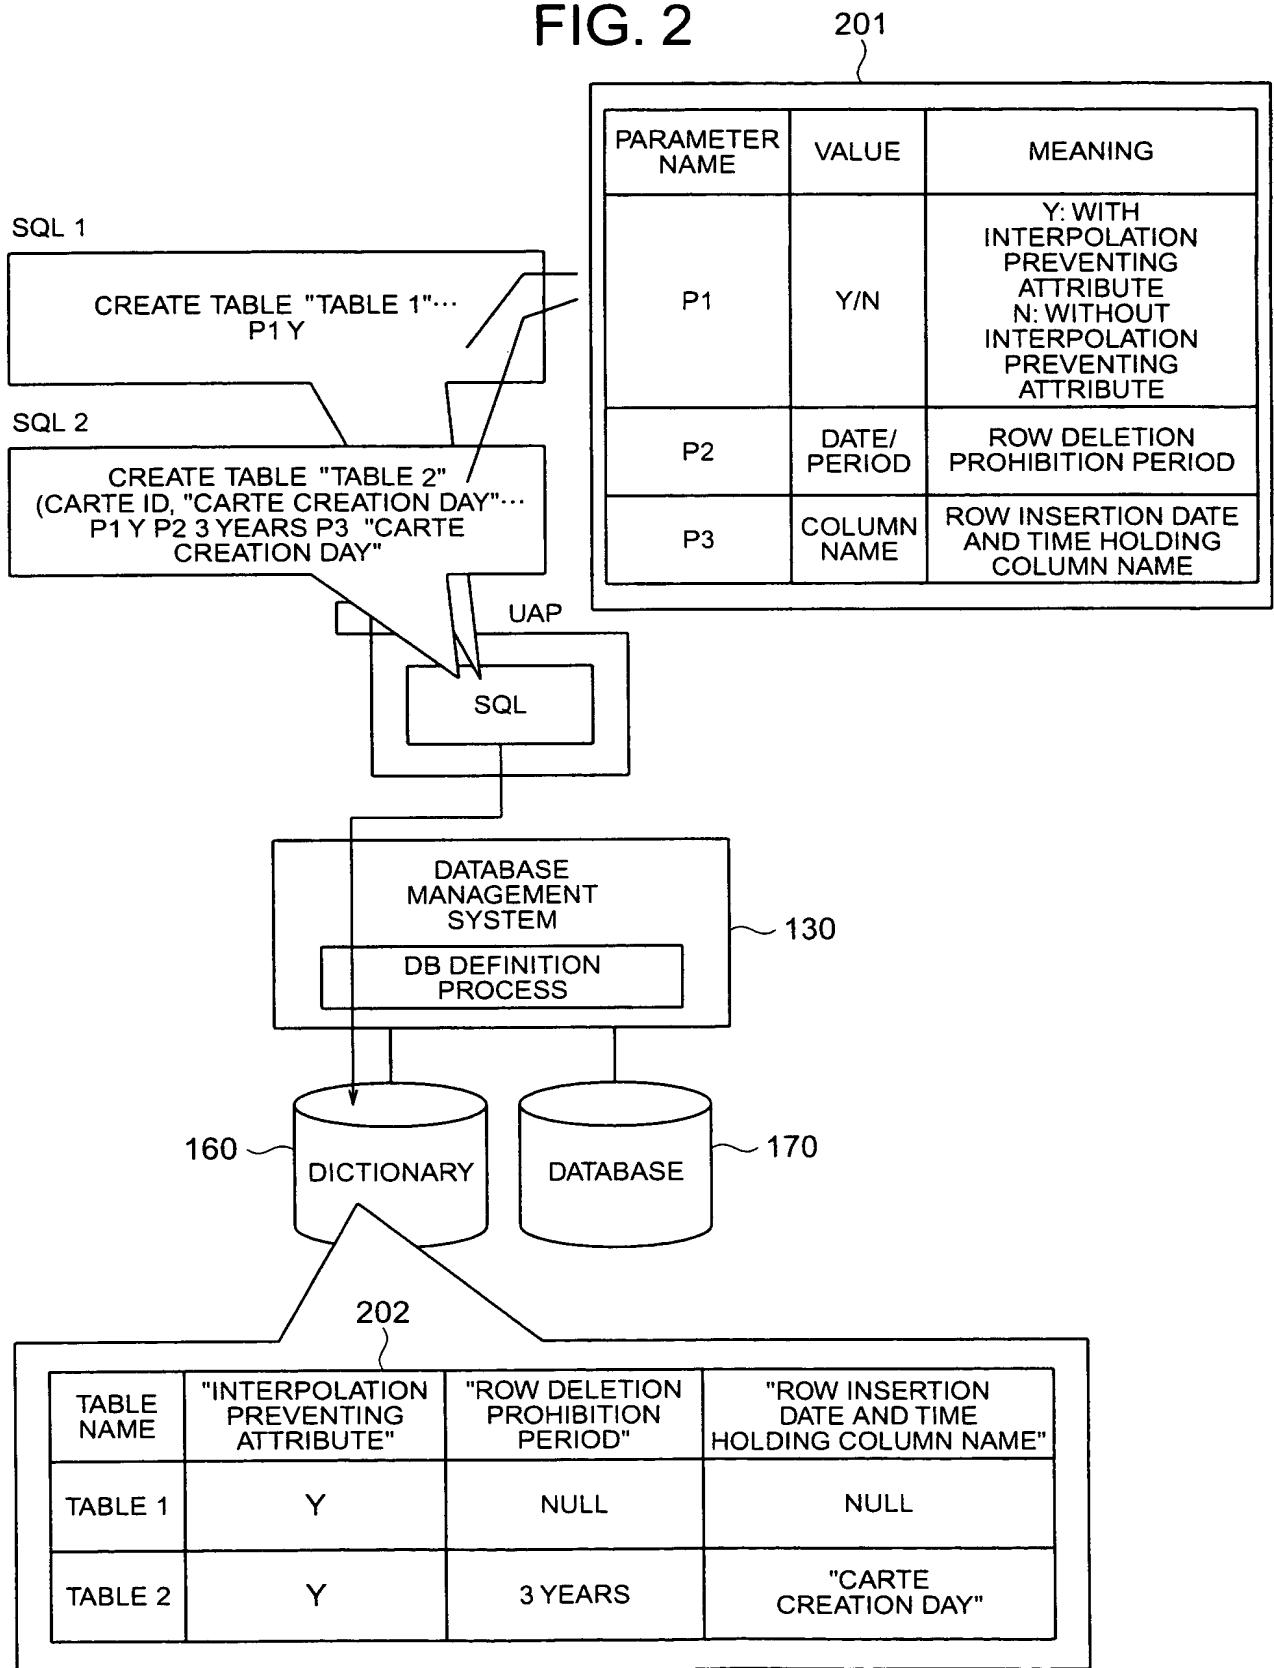 FIG. 2
201
PARAMETER
NAME
VALUE
MEANING
P1
Y/N
Y: WITH
INTERPOLATION
PREVENTING
ATTRIBUTE
N: WITHOUT
INTERPOLATION
PREVENTING
ATTRIBUTE
P2
DATE/
PERIOD
ROW DELETION
PROHIBITION PERIOD
P3
COLUMN
NAME
ROW INSERTION DATE
AND TIME HOLDING
COLUMN NAME
SQL 1
CREATE TABLE "TABLE 1"···
P1 Y
SQL 2
CREATE TABLE "TABLE 2"
(CARTE ID, "CARTE CREATION DAY"···
P1 Y P2 3 YEARS P3 "CARTE
CREATION DAY"
UAP
SQL
DATABASE
MANAGEMENT
SYSTEM
130
DB DEFINITION
PROCESS
160
DICTIONARY
DATABASE
170
202
TABLE
NAME
"INTERPOLATION
PREVENTING
ATTRIBUTE"
"ROW DELETION
PROHIBITION
PERIOD"
"ROW INSERTION
DATE AND TIME
HOLDING COLUMN NAME"
TABLE 1
Y
NULL
NULL
TABLE 2
Y
3 YEARS
"CARTE
CREATION DAY"